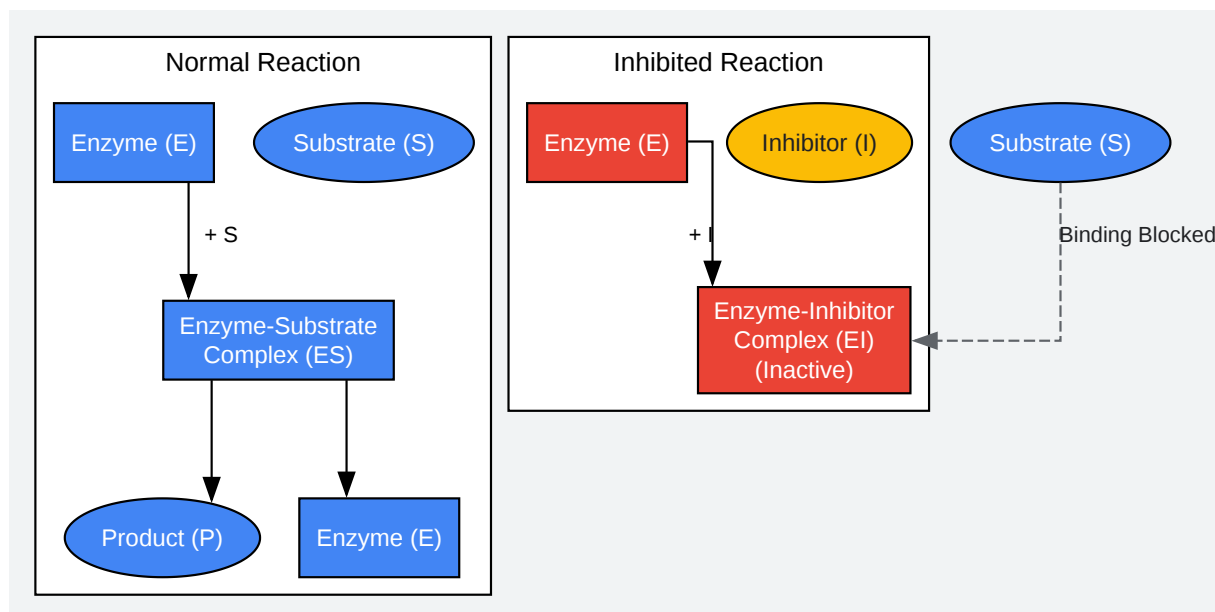 Normal Reaction
Enzyme (E)
Substrate (S)
+ S
Enzyme-Substrate
Complex (ES)
Product (P)
Enzyme (E)
Inhibited Reaction
Enzyme (E)
Inhibitor (I)
+ I
Enzyme-Inhibitor
Complex (EI)
(Inactive)
Substrate (S)
Binding Blocked